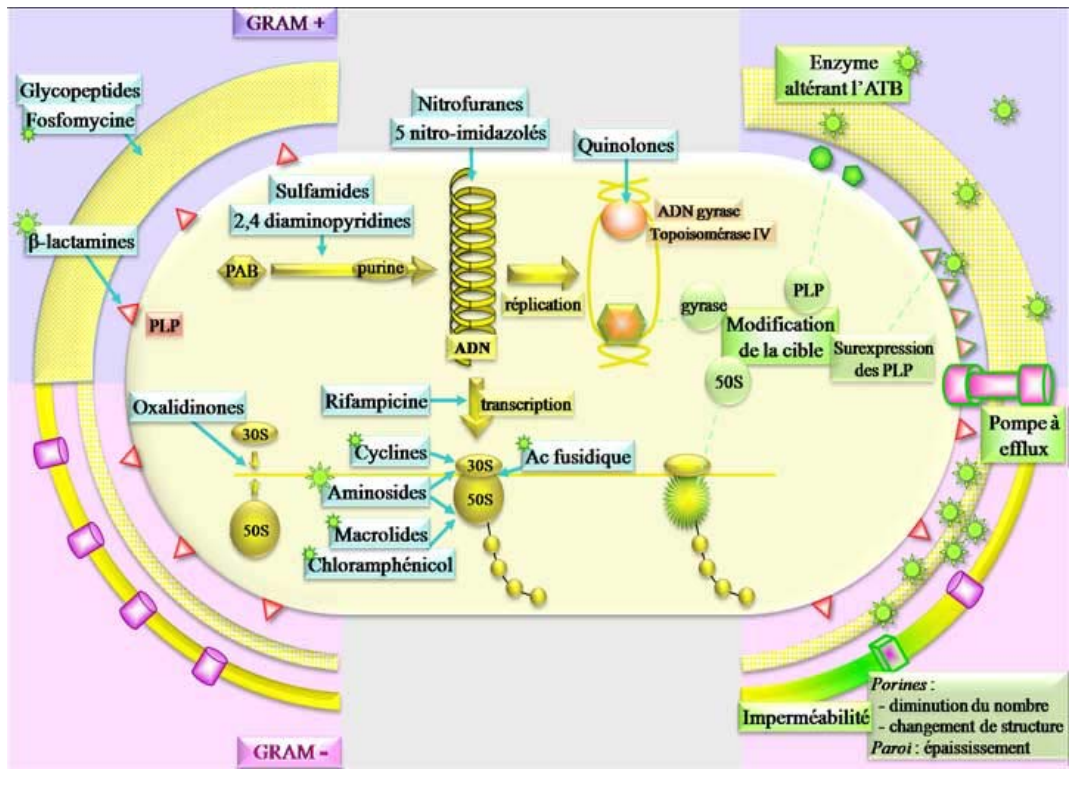 GRAM +
Glycopeptides
Fosfomycine
β-lactamines
PLP
Sulfamides
2,4 diaminopyridines
PAB
purine
Nitrofuranes
5 nitro-imidazolés
ADN
réplication
Quinolones
ADN gyrase
Topoisomérase IV
Enzyme
altérant l'ATB
gyrase
PLP
Modification
de la cible
50S
Surexpression
des PLP
Pompe à
efflux
Oxalidinones
30S
50S
Rifampicine
transcription
Cyclines
Aminosides
Macrolides
Chloramphénicol
30S
50S
Ac fusidique
Imperméabilité
Porines :
- diminution du nombre
- changement de structure
Paroi : épaississement
GRAM -